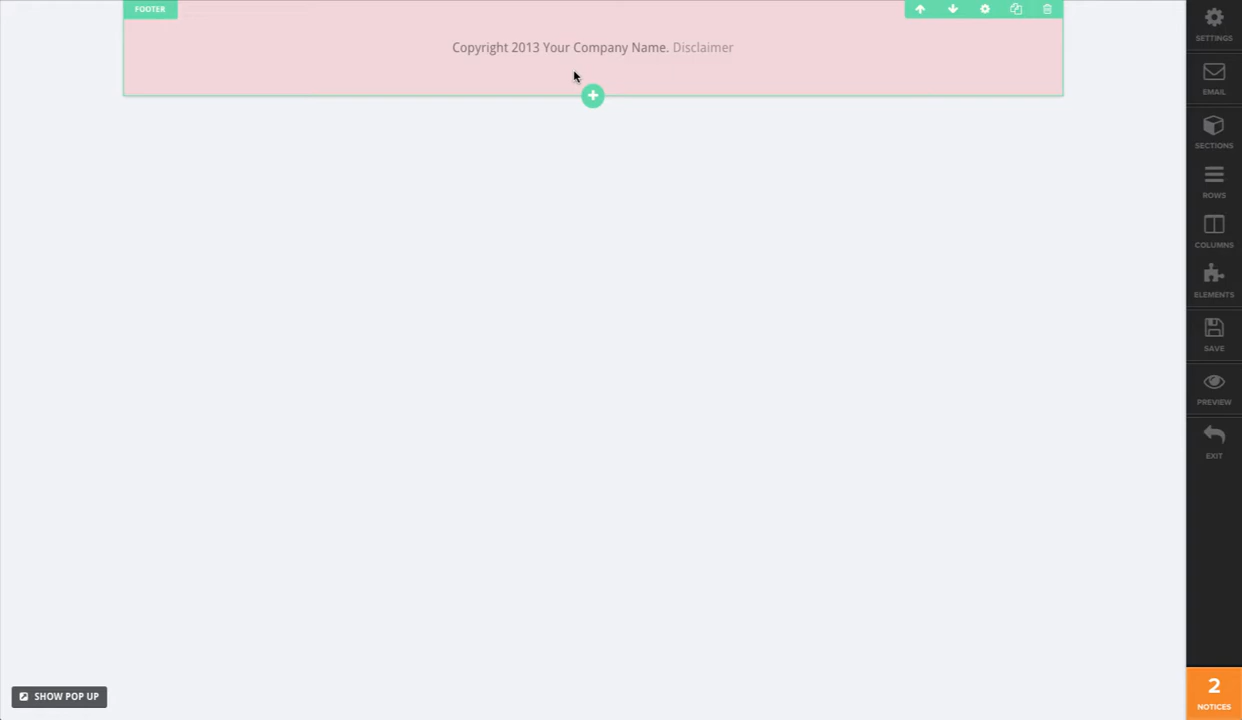 FOOTER
Copyright 2013 Your Company Name. Disclaimer
SETTINGS
EMAIL
SECTIONS
ROWS
COLUMNS
ELEMENTS
SAVE
PREVIEW
EXIT
SHOW POP UP
2
NOTICES